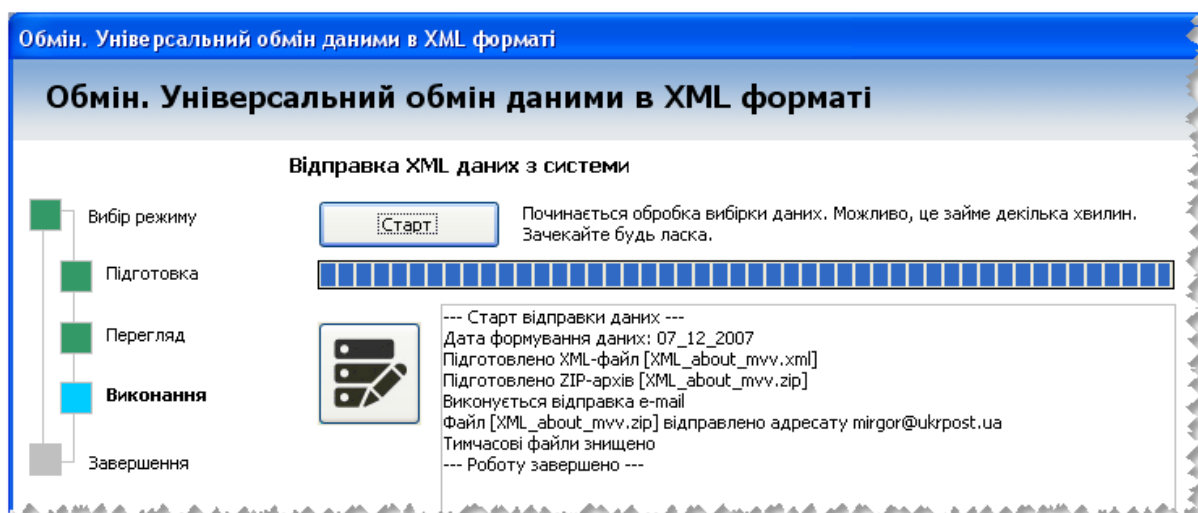 Обмін. Універсальний обмін даними в XML форматі
Обмін. Універсальний обмін даними в XML форматі
Відправка XML даних з системи
Вибір режиму
Підготовка
Перегляд
Виконання
Завершення
Старт
Починається обробка вибірки даних. Можливо, це займе декілька хвилин.
Зачекайте будь ласка.
--- Старт відправки даних ---
Дата формування даних: 07_12_2007
Підготовлено XML-файл [XML_about_mvv.xml]
Підготовлено ZIP-архів [XML_about_mvv.zip]
Виконується відправка e-mail
Файл [XML_about_mvv.zip] відправлено адресату mirgor@ukrpost.ua
Тимчасові файли знищено
--- Роботу завершено ---